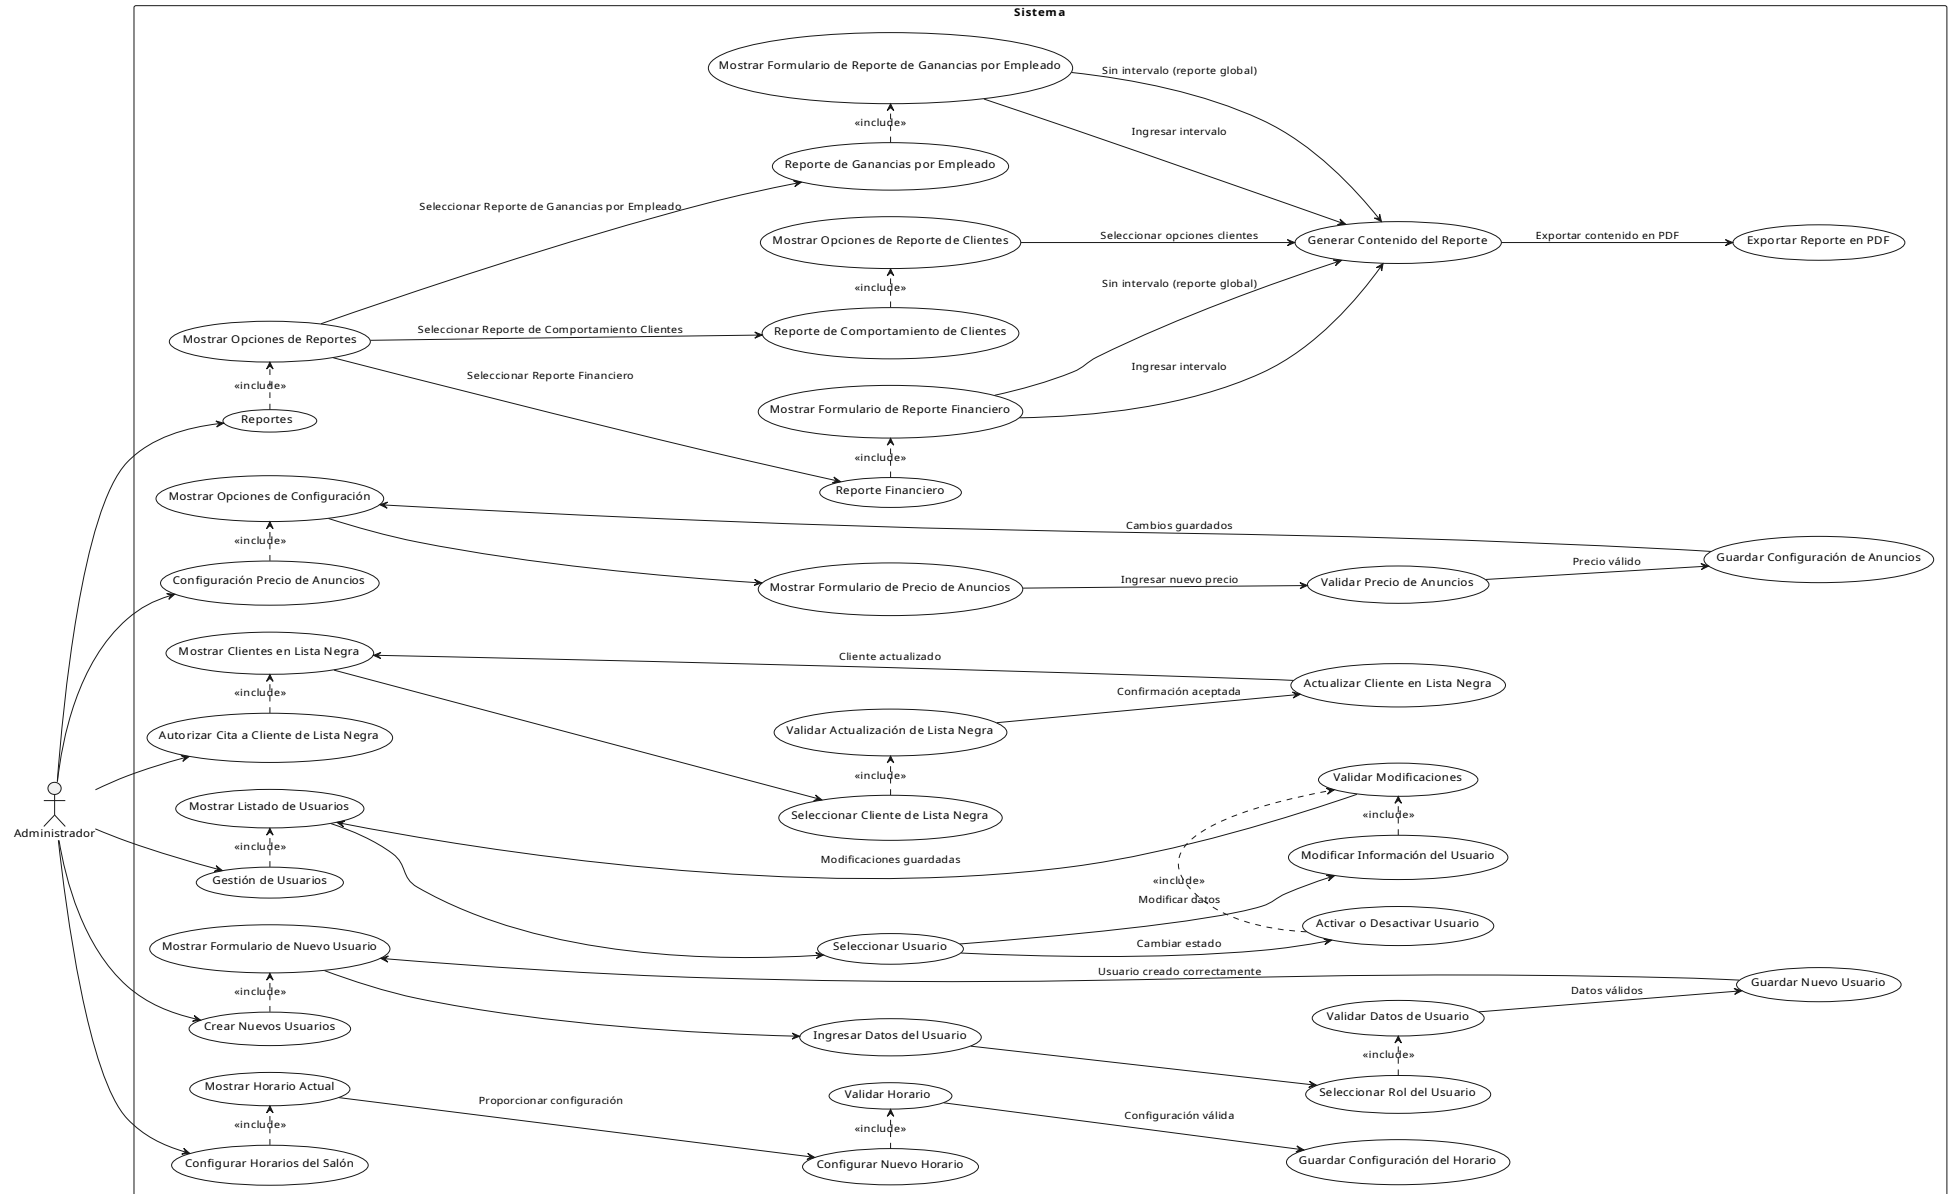 Sistema
Mostrar Formulario de Reporte de Ganancias por Empleado
Sin intervalo (reporte global)
«include»
Ingresar intervalo
Reporte de Ganancias por Empleado
Seleccionar Reporte de Ganancias por Empleado
Mostrar Opciones de Reporte de Clientes
Seleccionar opciones clientes
Generar Contenido del Reporte
Exportar contenido en PDF
Exportar Reporte en PDF
«include»
Sin intervalo (reporte global)
Mostrar Opciones de Reportes
Seleccionar Reporte de Comportamiento Clientes
Reporte de Comportamiento de Clientes
«include»
Seleccionar Reporte Financiero
Ingresar intervalo
Reportes
Mostrar Formulario de Reporte Financiero
«include»
Reporte Financiero
Mostrar Opciones de Configuración
Cambios guardados
«include»
Guardar Configuración de Anuncios
Configuración Precio de Anuncios
Mostrar Formulario de Precio de Anuncios
Ingresar nuevo precio
Validar Precio de Anuncios
Precio válido
Mostrar Clientes en Lista Negra
Cliente actualizado
Actualizar Cliente en Lista Negra
«include»
Confirmación aceptada
Autorizar Cita a Cliente de Lista Negra
Validar Actualización de Lista Negra
«include»
Validar Modificaciones
Mostrar Listado de Usuarios
Seleccionar Cliente de Lista Negra
«include»
Administrador
«include»
Modificaciones guardadas
Modificar Información del Usuario
Gestión de Usuarios
«include»
Modificar datos
Activar o Desactivar Usuario
Mostrar Formulario de Nuevo Usuario
Seleccionar Usuario
Cambiar estado
Usuario creado correctamente
Guardar Nuevo Usuario
«include»
Datos válidos
Crear Nuevos Usuarios
Ingresar Datos del Usuario
Validar Datos de Usuario
«include»
Mostrar Horario Actual
Validar Horario
Seleccionar Rol del Usuario
Proporcionar configuración
Configuración válida
«include»
«include»
Configurar Horarios del Salón
Configurar Nuevo Horario
Guardar Configuración del Horario